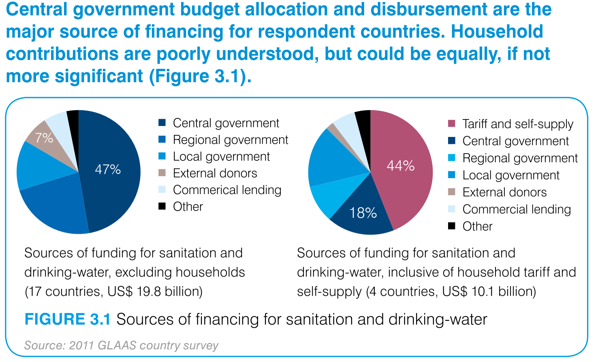 Central government budget allocation and disbursement are the
major source of financing for respondent countries. Household
contributions are poorly understood, but could be equally, if not
more significant (Figure 3.1).
7%
47%
Central government
Regional government
Local government
External donors
Commerical lending
Other
Sources of funding for sanitation and
drinking-water, excluding households
(17 countries, US$ 19.8 billion)
44%
18%
Tariff and self-supply
Central government
Regional government
Local government
External donors
Commercial lending
Other
Sources of funding for sanitation and
drinking-water, inclusive of household tariff and
self-supply (4 countries, US$ 10.1 billion)
FIGURE 3.1 Sources of financing for sanitation and drinking-water
Source: 2011 GLAAS country survey